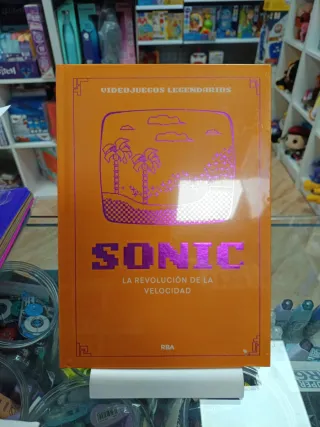 VIDEOJUEGOS LEGENDARIOS
SONIC
LA REVOLUCIÓN DE LA
VELOCIDAD
RBA